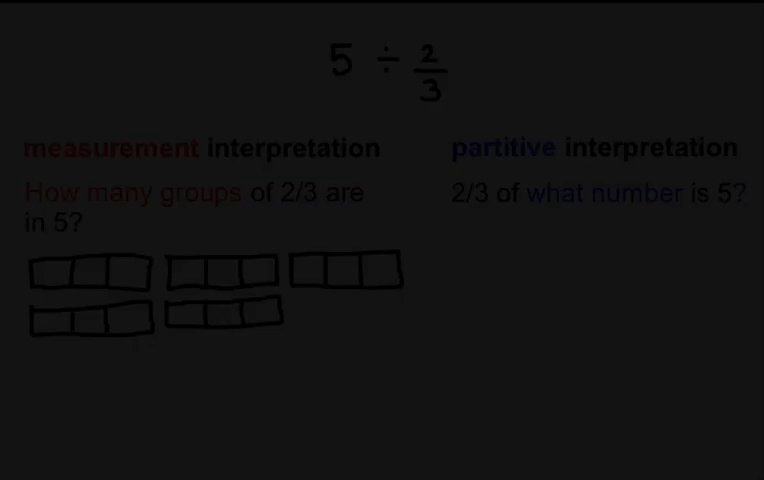 5 ÷ 2/3
measurement interpretation
How many groups of 2/3 are
in 5?
partitive interpretation
2/3 of what number is 5?